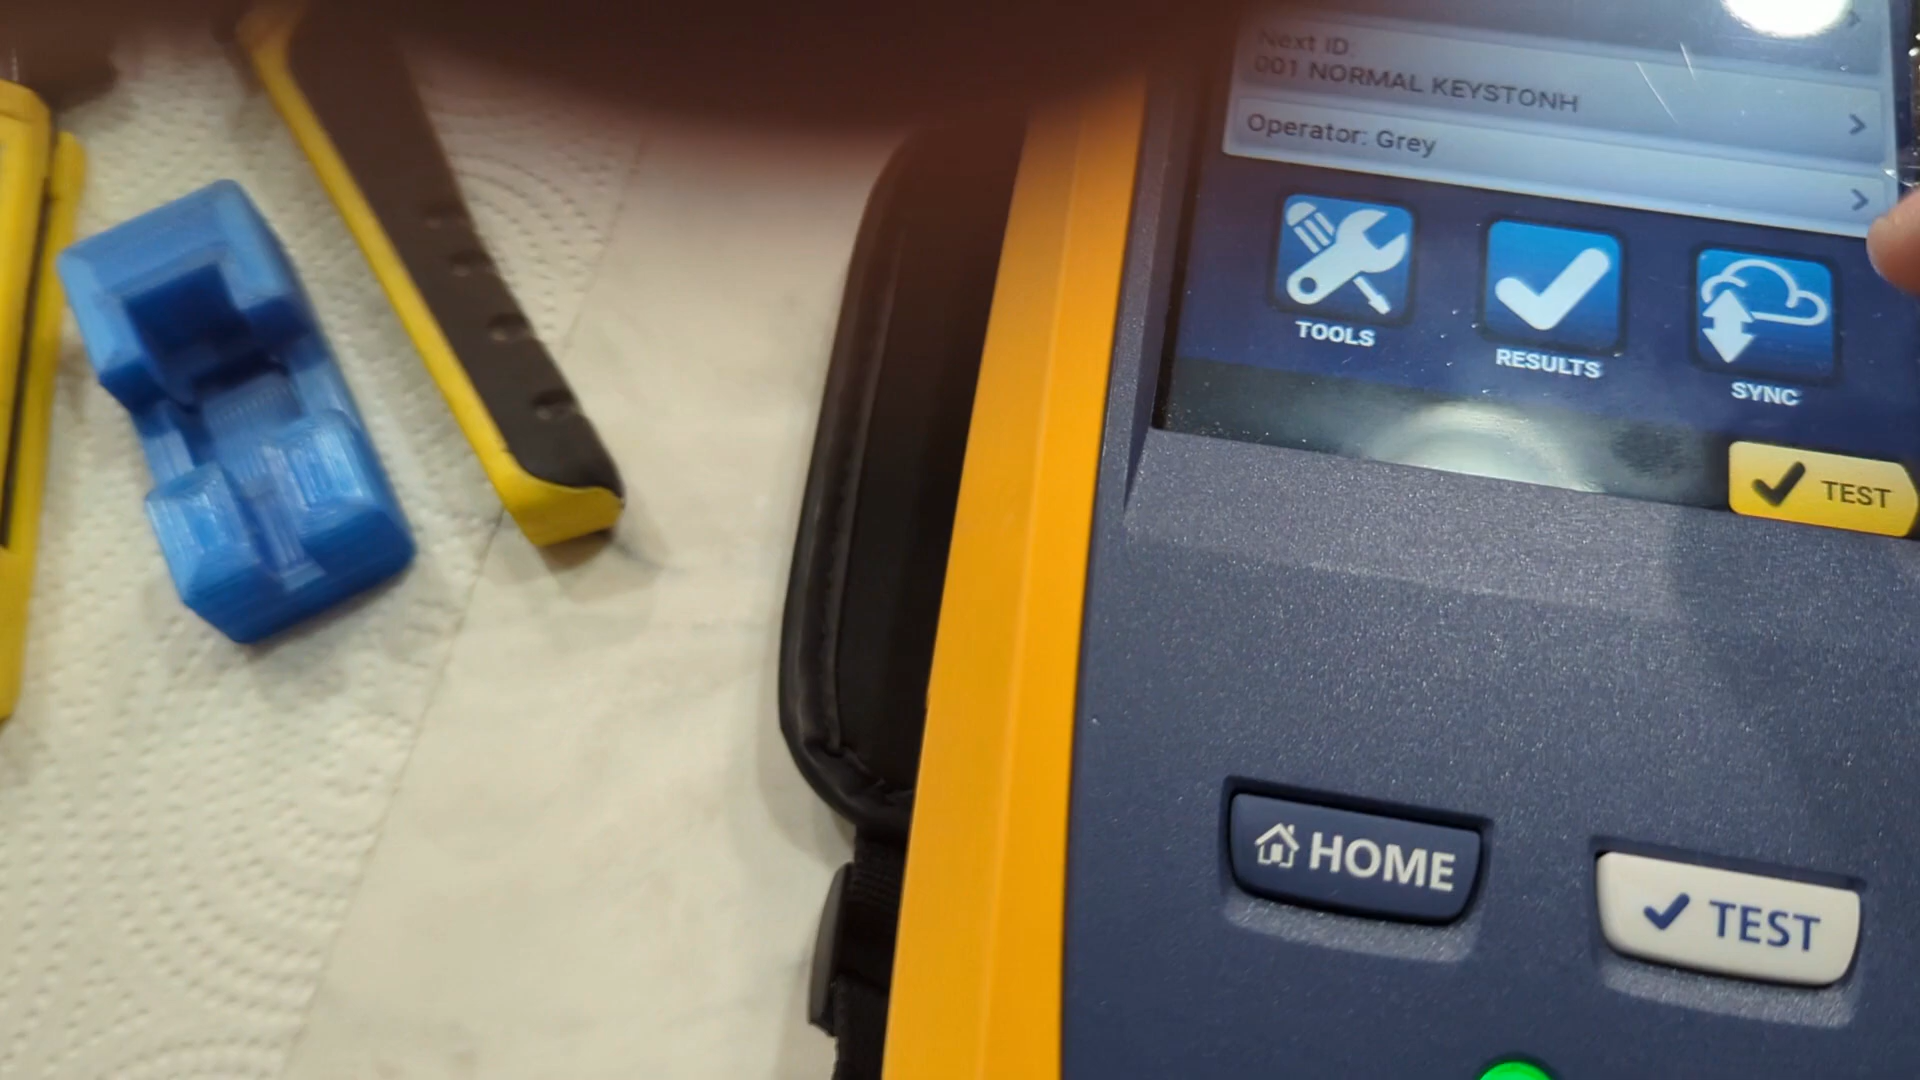 Next ID:
001 NORMAL KEYSTONH
Operator: Grey
TOOLS
RESULTS
SYNC
TEST
HOME
TEST